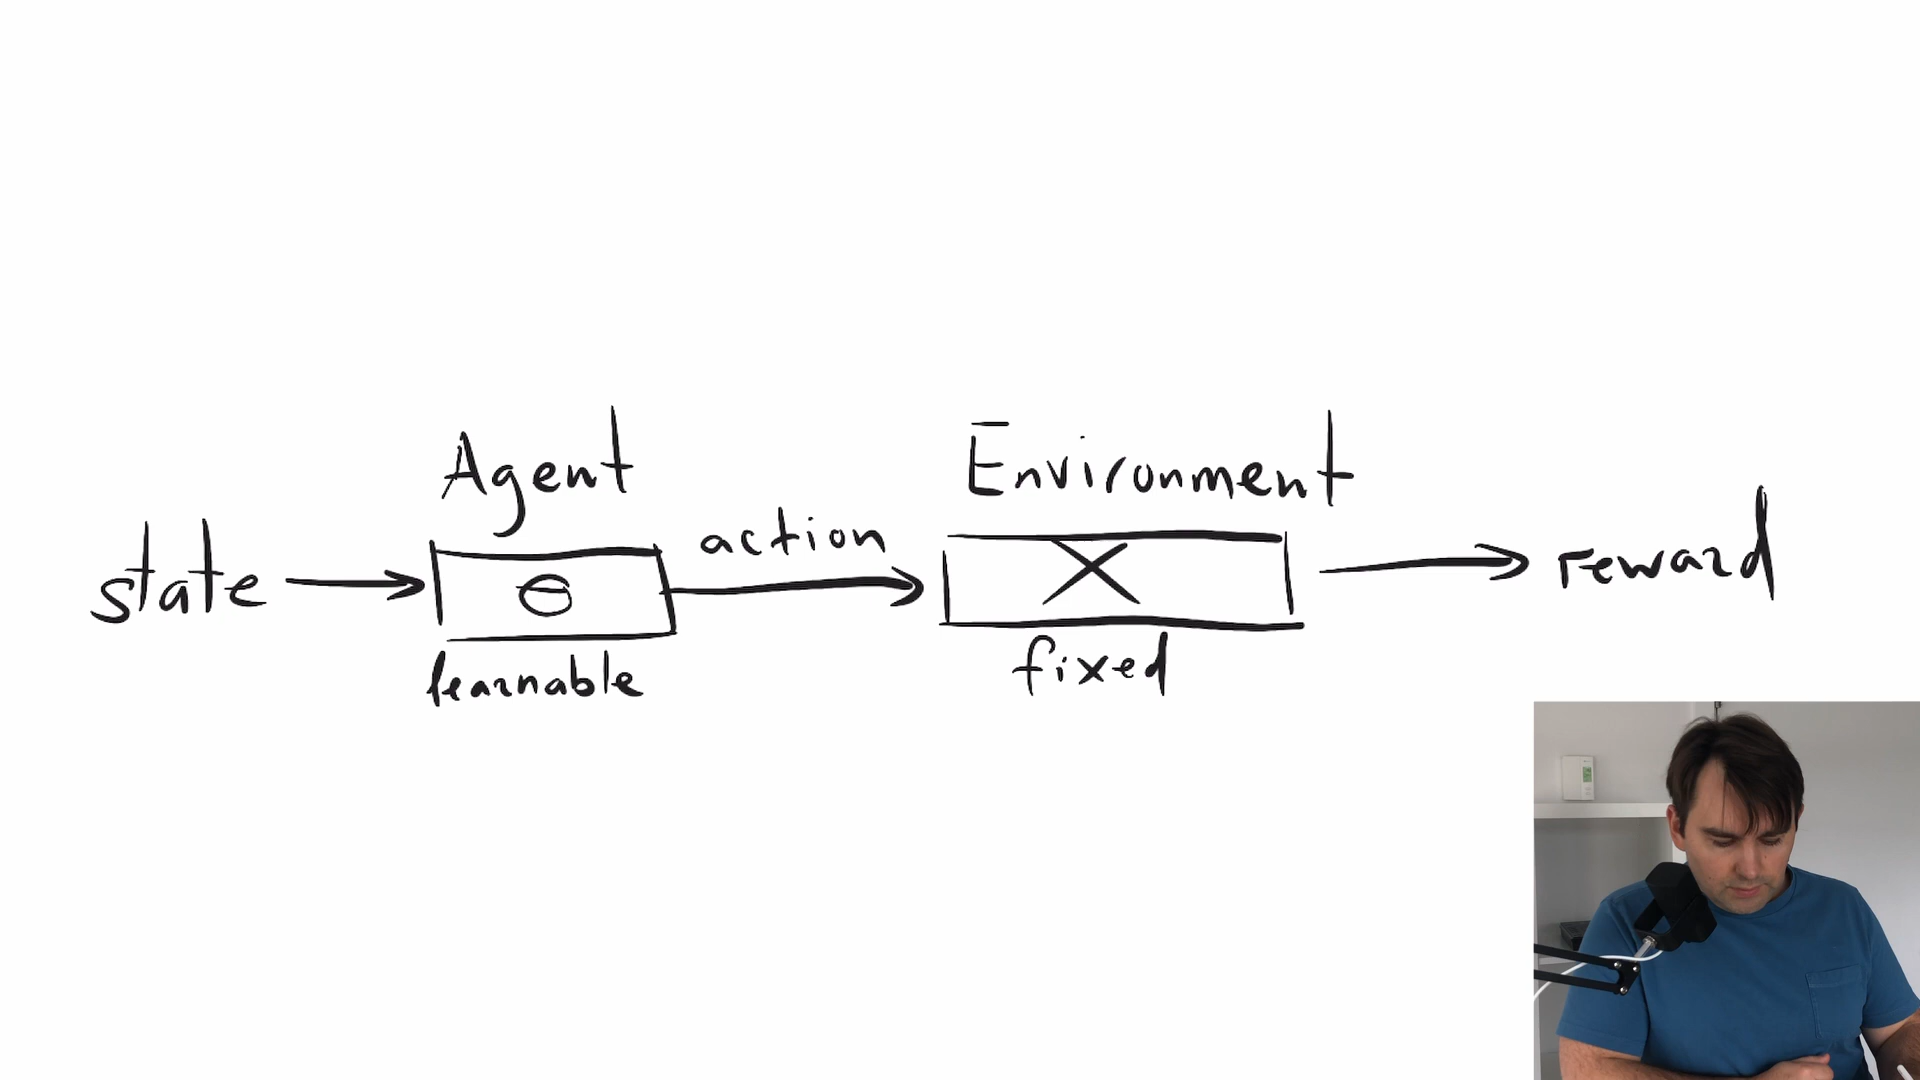 Agent
Environment
state
action
reward
Θ
X
learnable
fixed